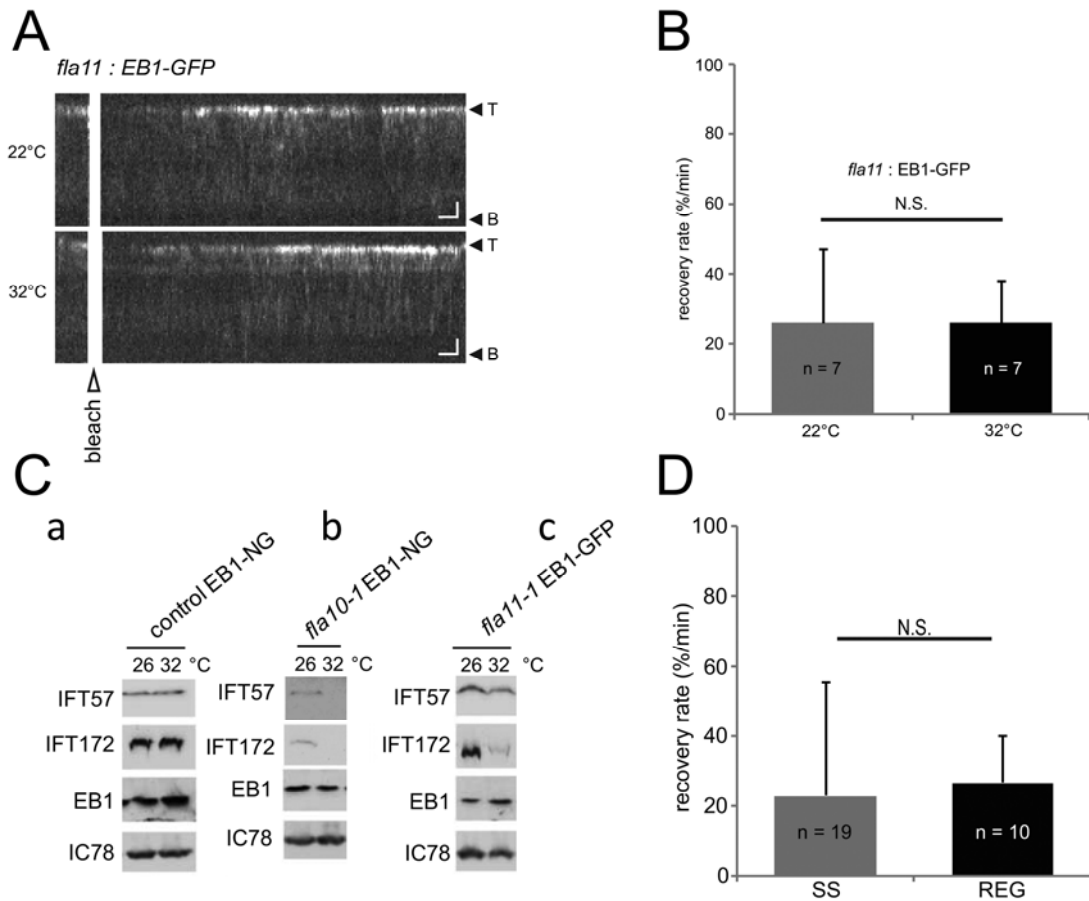 A
fla11 : EB1-GFP
22°C
T
B
32°C
T
B
bleach
B
recovery rate (%/min)
100
80
60
40
20
0
fla11 : EB1-GFP
N.S.
n = 7
n = 7
22°C
32°C
C
a
control EB1-NG
26 32 °C
IFT57
IFT172
EB1
IC78
b
fla10-1 EB1-NG
26 32 °C
IFT57
IFT172
EB1
IC78
c
fla11-1 EB1-GFP
26 32 °C
IFT57
IFT172
EB1
IC78
D
recovery rate (%/min)
100
80
60
40
20
0
N.S.
n = 19
n = 10
SS
REG